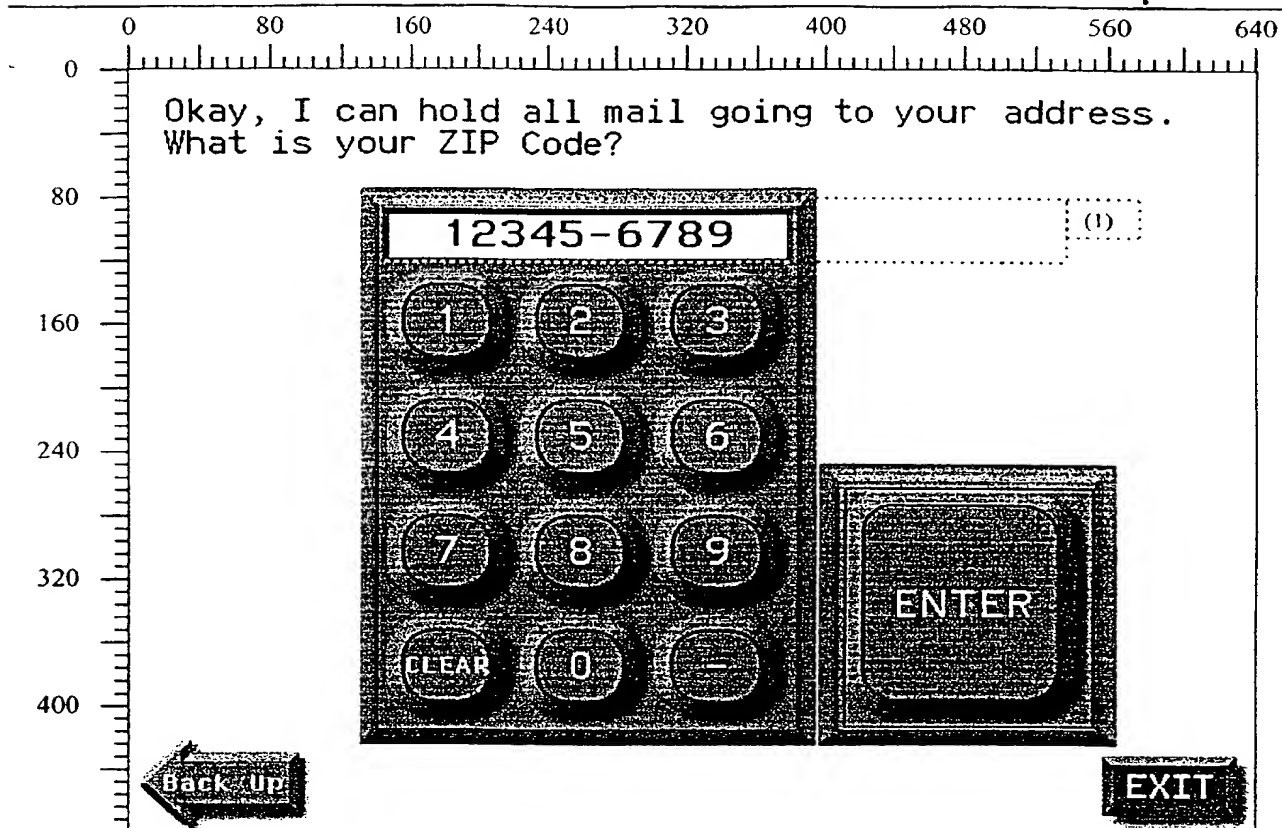 0 80 160 240 320 400 480 560 640
0
Okay, I can hold all mail going to your address.
What is your ZIP Code?
80
(1)
12345-6789
1 2 3
160
4 5 6
240
7 8 9
320
ENTER
CLEAR 0 -
400
Back Up
EXIT